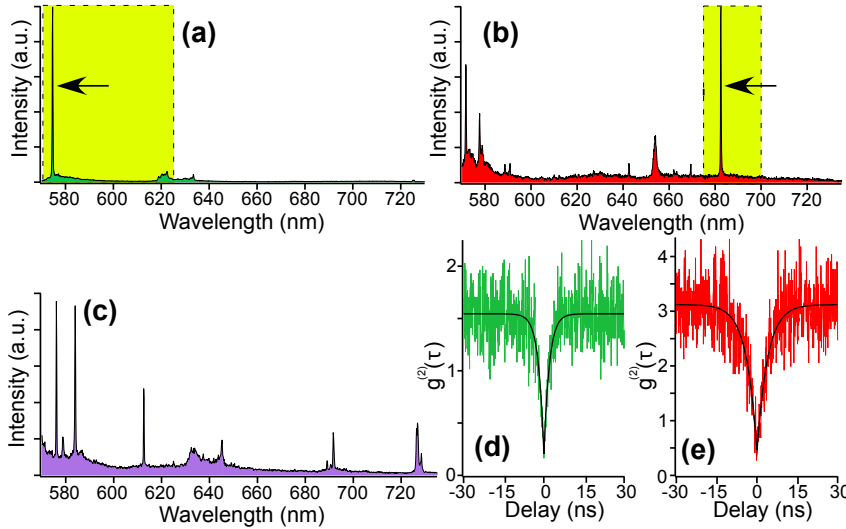 Intensity (a.u.)
(a)
580 600 620 640 660 680 700 720
Wavelength (nm)
Intensity (a.u.)
(b)
580 600 620 640 660 680 700 720
Wavelength (nm)
Intensity (a.u.)
(c)
580 600 620 640 660 680 700 720
Wavelength (nm)
g(2)(τ)
2
1
0
(d)
-30 -15 0 15 30
Delay (ns)
g(2)(τ)
4
3
2
1
0
(e)
-30 -15 0 15 30
Delay (ns)